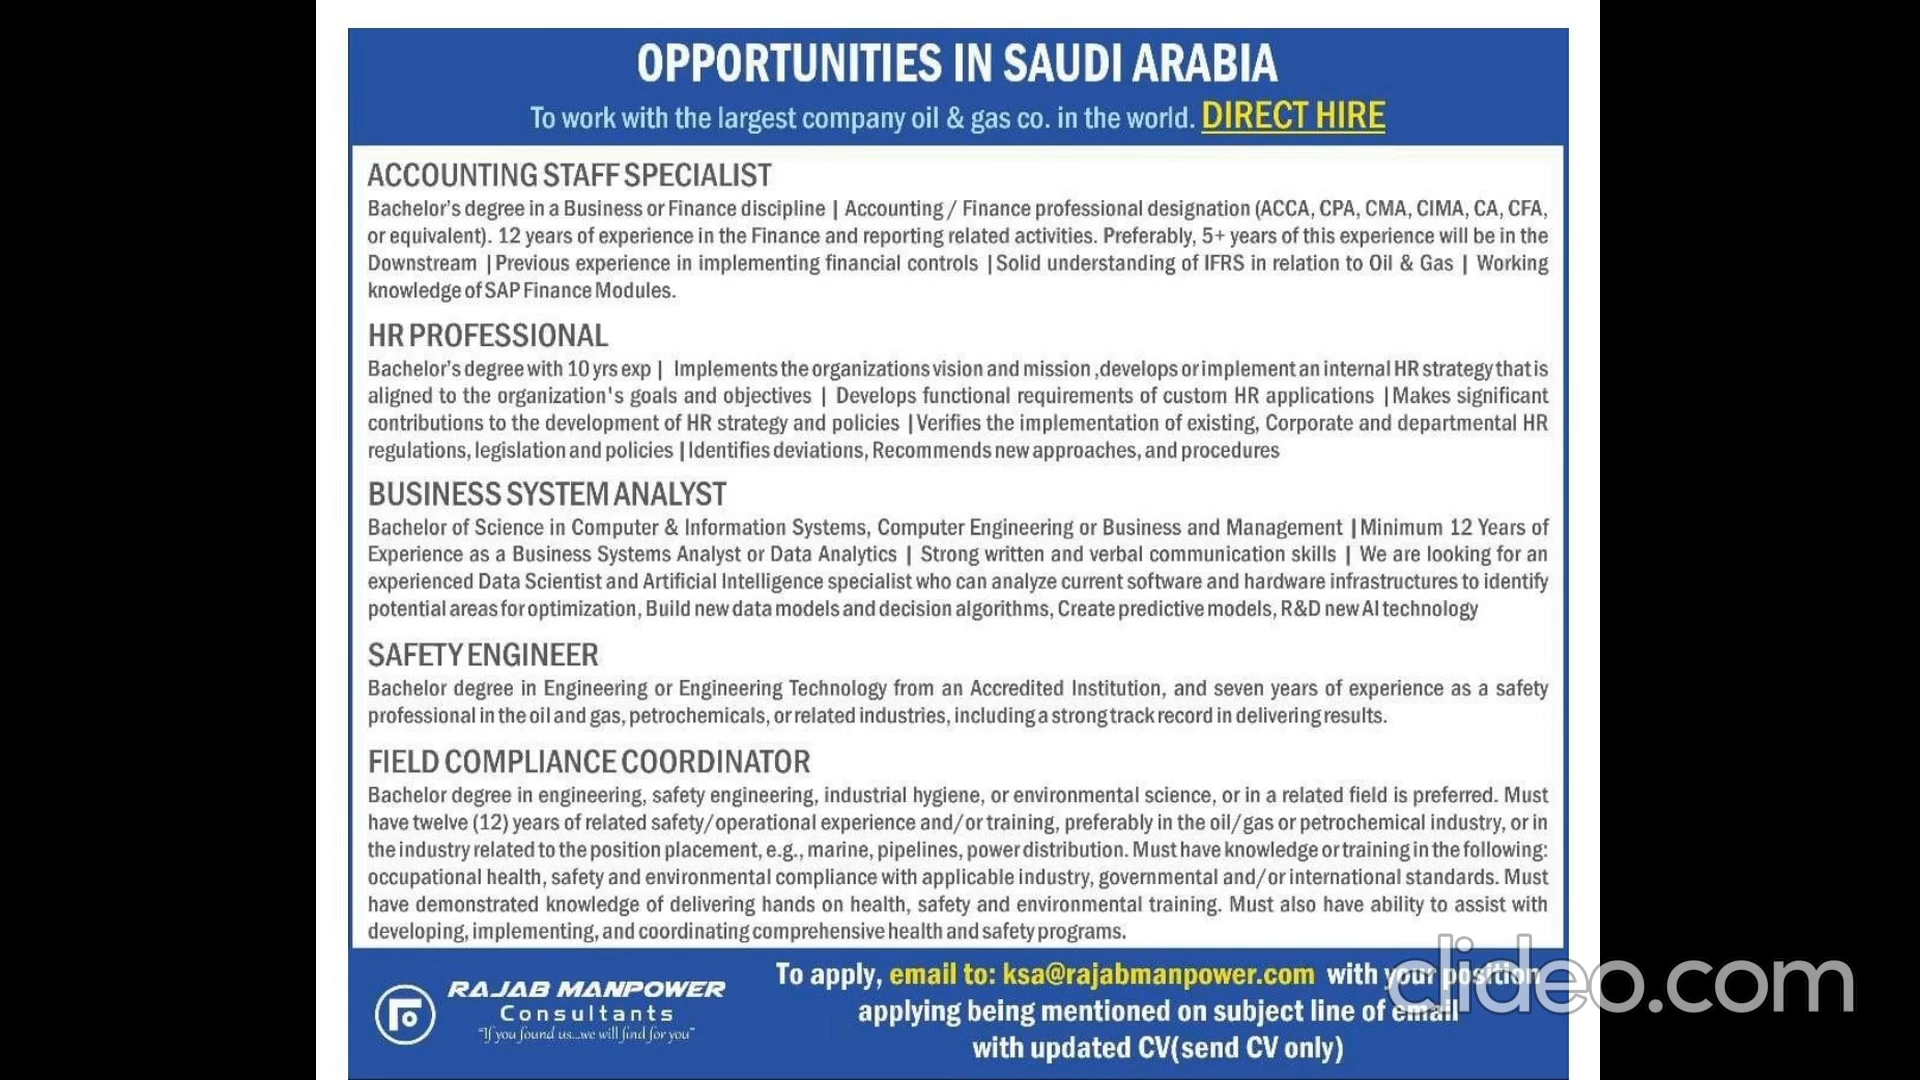 OPPORTUNITIES IN SAUDI ARABIA
To work with the largest company oil & gas co. in the world. DIRECT HIRE
ACCOUNTING STAFF SPECIALIST
Bachelor's degree in a Business or Finance discipline | Accounting / Finance professional designation (ACCA, CPA, CMA, CIMA, CA, CFA,
or equivalent). 12 years of experience in the Finance and reporting related activities. Preferably, 5+ years of this experience will be in the
Downstream | Previous experience in implementing financial controls | Solid understanding of IFRS in relation to Oil & Gas | Working
knowledge of SAP Finance Modules.
HR PROFESSIONAL
Bachelor's degree with 10 yrs exp | Implements the organizations vision and mission ,develops or implement an internal HR strategy that is
aligned to the organization's goals and objectives | Develops functional requirements of custom HR applications | Makes significant
contributions to the development of HR strategy and policies | Verifies the implementation of existing, Corporate and departmental HR
regulations, legislation and policies | Identifies deviations, Recommends new approaches, and procedures
BUSINESS SYSTEM ANALYST
Bachelor of Science in Computer & Information Systems, Computer Engineering or Business and Management | Minimum 12 Years of
Experience as a Business Systems Analyst or Data Analytics | Strong written and verbal communication skills | We are looking for an
experienced Data Scientist and Artificial Intelligence specialist who can analyze current software and hardware infrastructures to identify
potential areas for optimization, Build new data models and decision algorithms, Create predictive models, R&D new AI technology
SAFETY ENGINEER
Bachelor degree in Engineering or Engineering Technology from an Accredited Institution, and seven years of experience as a safety
professional in the oil and gas, petrochemicals, or related industries, including a strong track record in delivering results.
FIELD COMPLIANCE COORDINATOR
Bachelor degree in engineering, safety engineering, industrial hygiene, or environmental science, or in a related field is preferred. Must
have twelve (12) years of related safety/operational experience and/or training, preferably in the oil/gas or petrochemical industry, or in
the industry related to the position placement, e.g., marine, pipelines, power distribution. Must have knowledge or training in the following:
occupational health, safety and environmental compliance with applicable industry, governmental and/or international standards. Must
have demonstrated knowledge of delivering hands on health, safety and environmental training. Must also have ability to assist with
developing, implementing, and coordinating comprehensive health and safety programs.
RAJAB MANPOWER
Consultants
"If you found us...we will find for you"
To apply, email to: ksa@rajabmanpower.com with your position
applying being mentioned on subject line of email
with updated CV(send CV only)
clideo.com